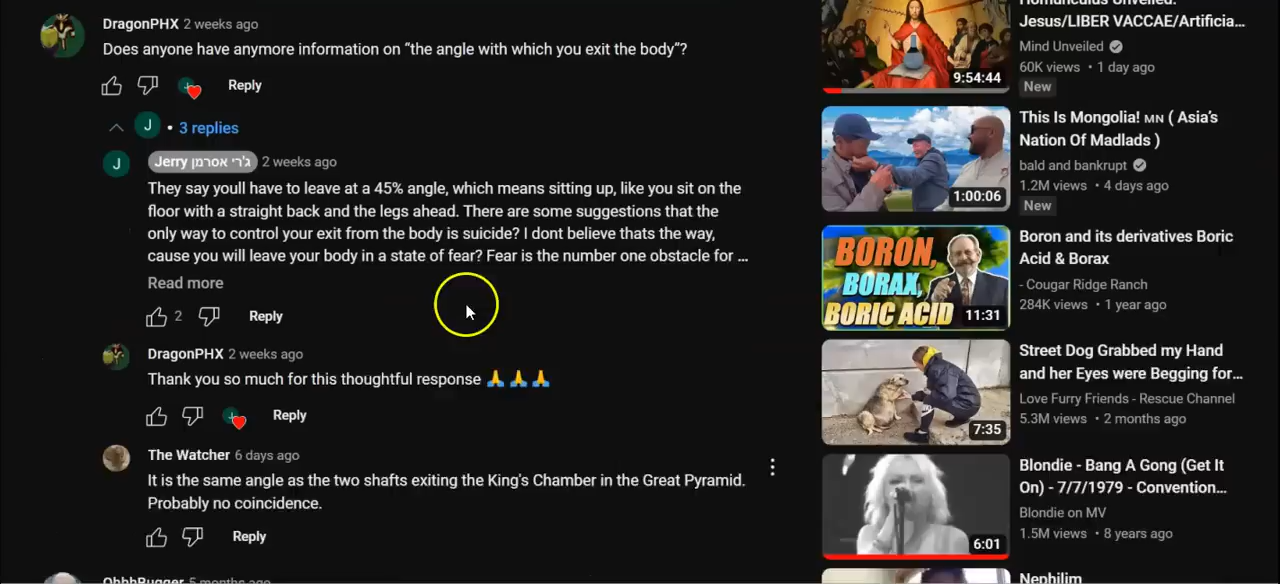 DragonPHX 2 weeks ago
Does anyone have anymore information on "the angle with which you exit the body"?
Reply
J • 3 replies
J Jerry ג'רי אסרמן 2 weeks ago
They say youll have to leave at a 45% angle, which means sitting up, like you sit on the
floor with a straight back and the legs ahead. There are some suggestions that the
only way to control your exit from the body is suicide? I dont believe thats the way,
cause you will leave your body in a state of fear? Fear is the number one obstacle for ...
Read more
2 Reply
DragonPHX 2 weeks ago
Thank you so much for this thoughtful response 🙏 🙏 🙏
Reply
The Watcher 6 days ago
It is the same angle as the two shafts exiting the King's Chamber in the Great Pyramid.
Probably no coincidence.
Reply
OhhhBugger 5 months ago
Homunculus Unveiled:
Jesus/LIBER VACCAE/Artificia...
Mind Unveiled
60K views • 1 day ago
New
9:54:44
This Is Mongolia! MN ( Asia's
Nation Of Madlads )
bald and bankrupt
1.2M views • 4 days ago
New
1:00:06
BORON,
BORAX,
BORIC ACID
11:31
Boron and its derivatives Boric
Acid & Borax
- Cougar Ridge Ranch
284K views • 1 year ago
Street Dog Grabbed my Hand
and her Eyes were Begging for...
Love Furry Friends - Rescue Channel
5.3M views • 2 months ago
7:35
Blondie - Bang A Gong (Get It
On) - 7/7/1979 - Convention...
Blondie on MV
1.5M views • 8 years ago
6:01
Nephilim